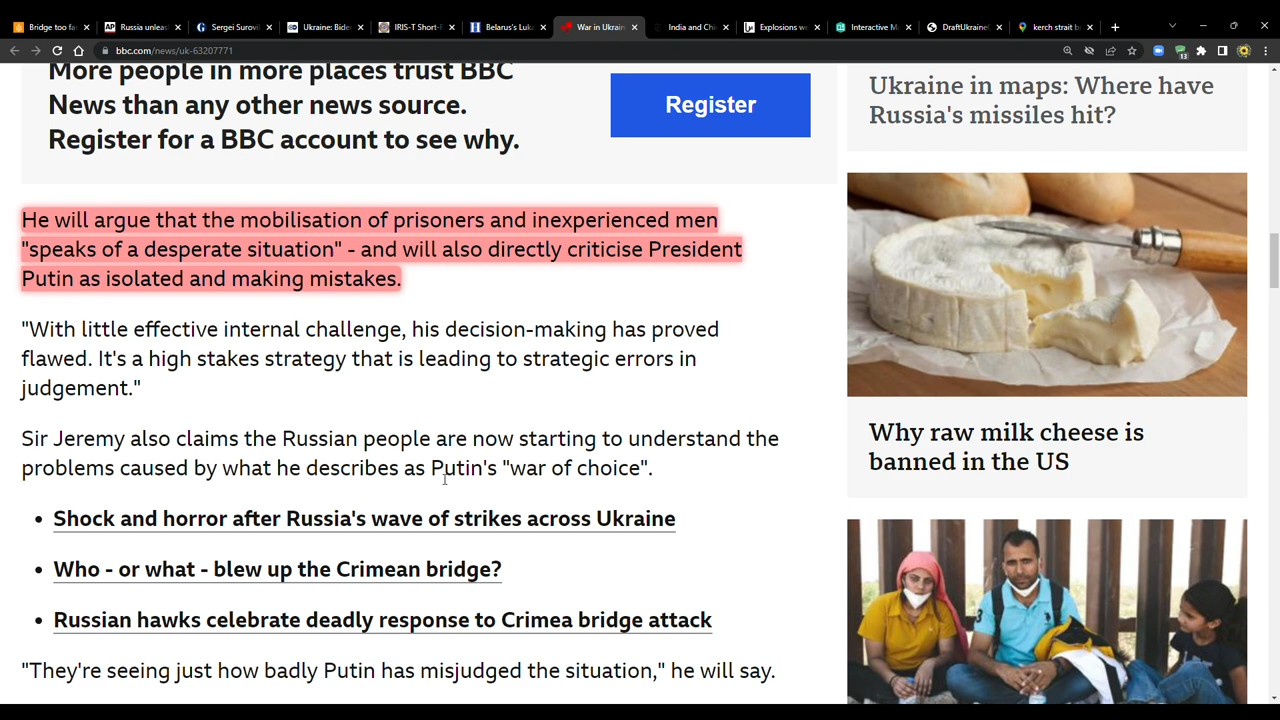 Bridge too fa
Russia unleas
Sergei Surovi
Ukraine: Bide
IRIS-T Short-
Belarus's Luk
War in Ukrain
India and Chi
Explosions we
Interactive M
DraftUkraine
kerch strait b
bbc.com/news/uk-63207771
More people in more places trust BBC
News than any other news source.
Register for a BBC account to see why.
Register
He will argue that the mobilisation of prisoners and inexperienced men
"speaks of a desperate situation" - and will also directly criticise President
Putin as isolated and making mistakes.
"With little effective internal challenge, his decision-making has proved
flawed. It's a high stakes strategy that is leading to strategic errors in
judgement."
Sir Jeremy also claims the Russian people are now starting to understand the
problems caused by what he describes as Putin's "war of choice".
Shock and horror after Russia's wave of strikes across Ukraine
Who - or what - blew up the Crimean bridge?
Russian hawks celebrate deadly response to Crimea bridge attack
"They're seeing just how badly Putin has misjudged the situation," he will say.
Ukraine in maps: Where have
Russia's missiles hit?
Why raw milk cheese is
banned in the US